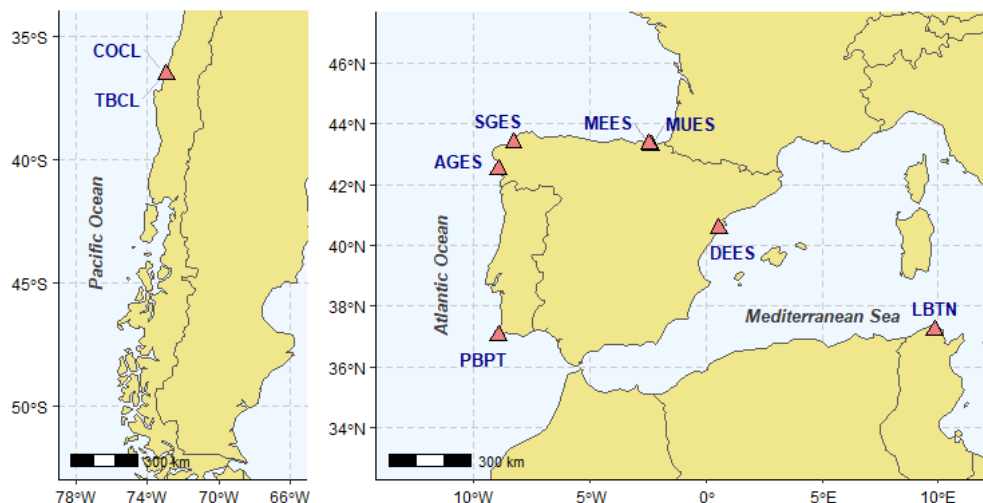 35°S
40°S
45°S
50°S
78°W
74°W
70°W
66°W
COCL
TBCL
Pacific Ocean
300 km
46°N
44°N
42°N
40°N
38°N
36°N
34°N
10°W
5°W
0°
5°E
10°E
SGES
MEES
MUES
AGES
DEES
PBPT
LBTN
Atlantic Ocean
Mediterranean Sea
300 km